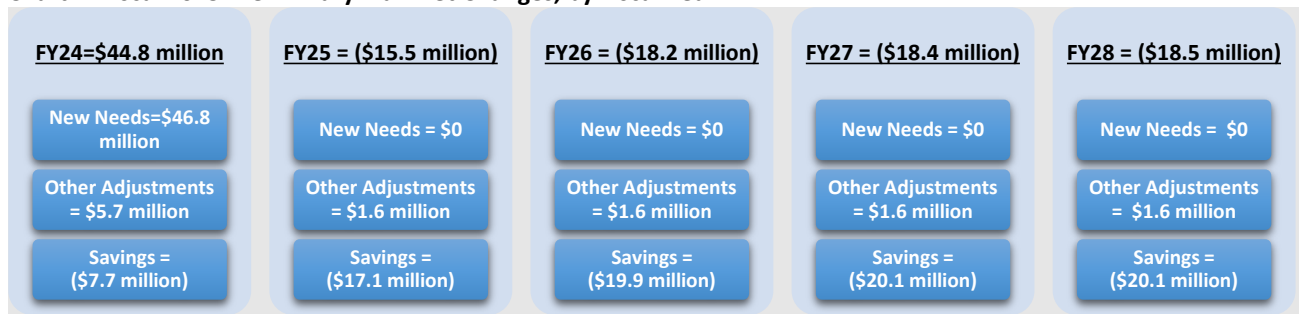 FY24=$44.8 million
New Needs=$46.8
million
Other Adjustments
= $5.7 million
Savings =
($7.7 million)
FY25 = ($15.5 million)
New Needs = $0
Other Adjustments
= $1.6 million
Savings =
($17.1 million)
FY26 = ($18.2 million)
New Needs = $0
Other Adjustments
= $1.6 million
Savings =
($19.9 million)
FY27 = ($18.4 million)
New Needs = $0
Other Adjustments
= $1.6 million
Savings =
($20.1 million)
FY28 = ($18.5 million)
New Needs =  $0
Other Adjustments
=  $1.6 million
Savings =
($20.1 million)